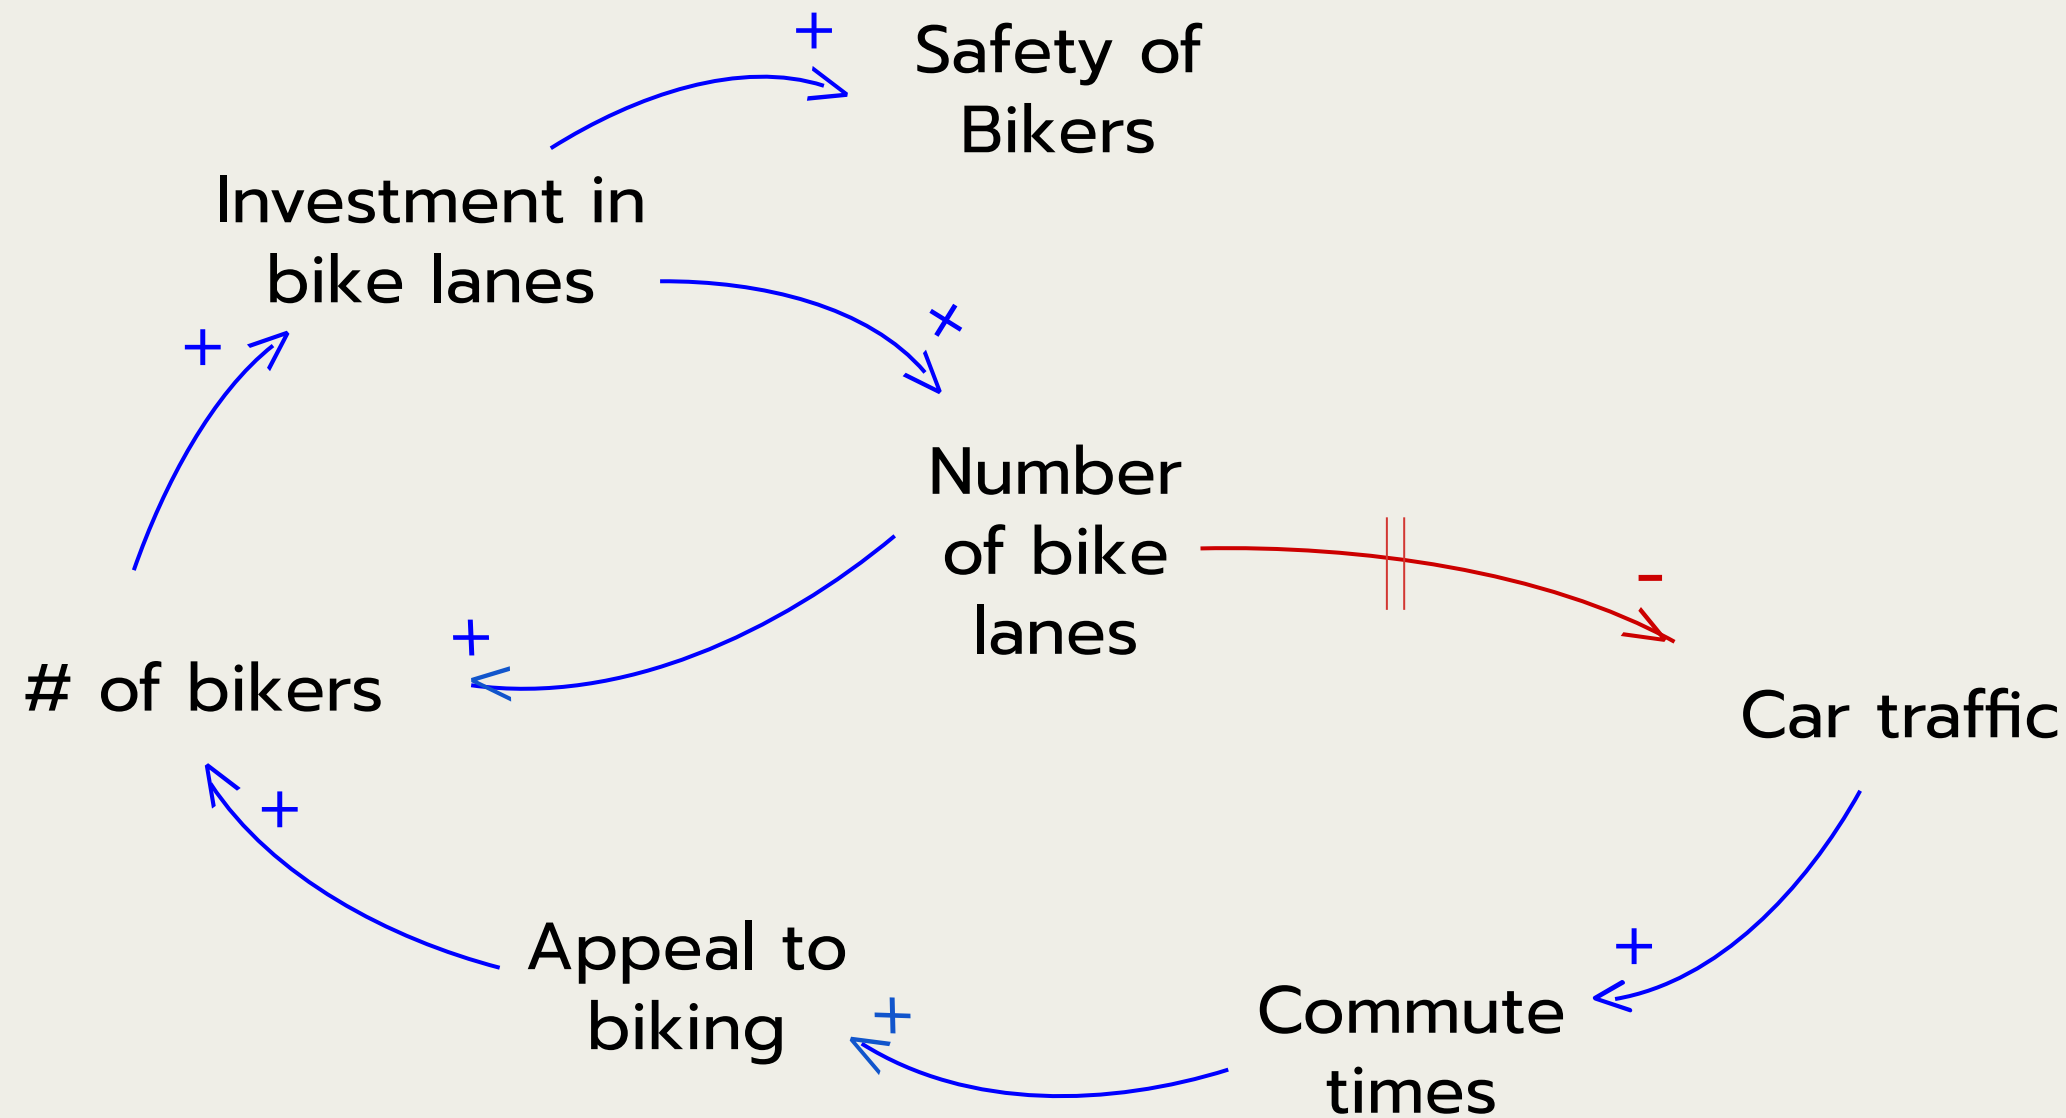 +
Safety of
Bikers
Investment in
bike lanes
+
+
Number
of bike
lanes
-
+
# of bikers
Car traffic
+
Appeal to
biking
+
+
Commute
times